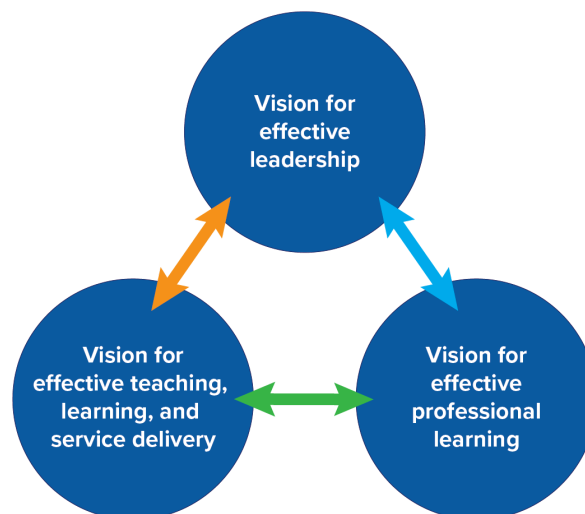 Vision for
effective
leadership
Vision for
effective teaching,
learning, and
service delivery
Vision for
effective
professional
learning